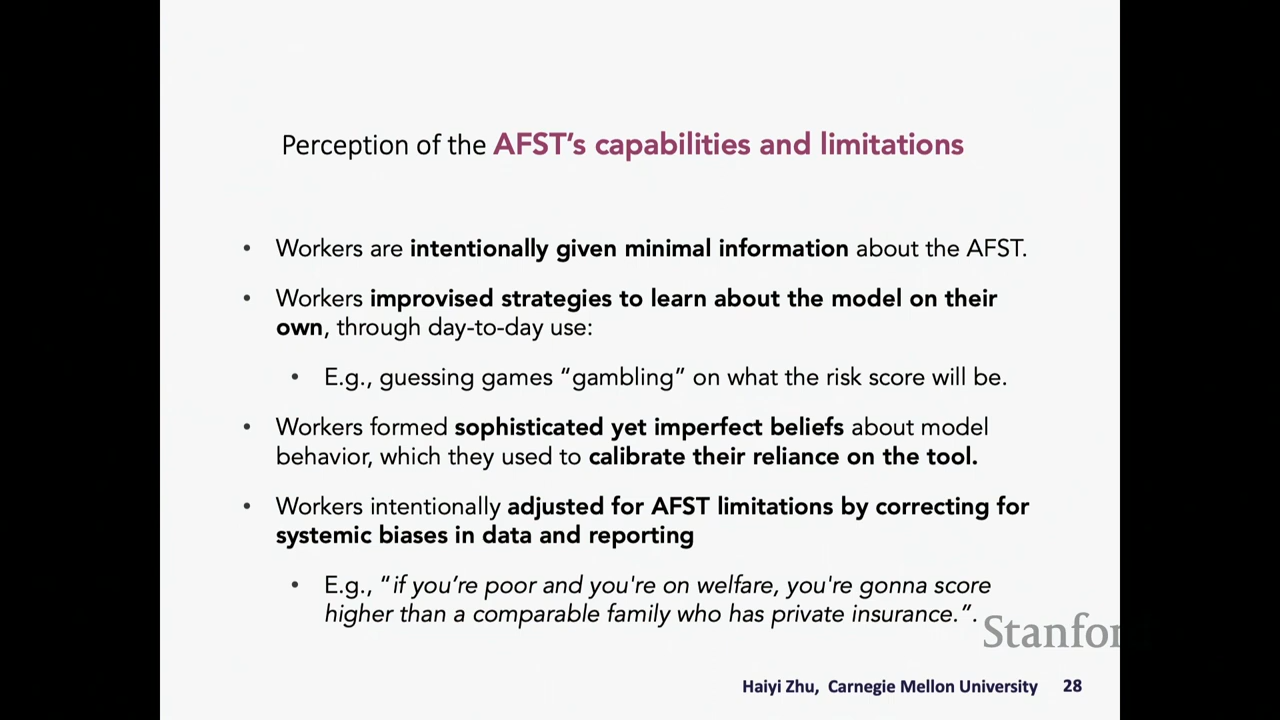 Perception of the AFST's capabilities and limitations
• Workers are intentionally given minimal information about the AFST.
• Workers improvised strategies to learn about the model on their
own, through day-to-day use:
• E.g., guessing games “gambling” on what the risk score will be.
• Workers formed sophisticated yet imperfect beliefs about model
behavior, which they used to calibrate their reliance on the tool.
• Workers intentionally adjusted for AFST limitations by correcting for
systemic biases in data and reporting
• E.g., “if you’re poor and you're on welfare, you're gonna score
higher than a comparable family who has private insurance.”.
Stanfor
Haiyi Zhu, Carnegie Mellon University 28